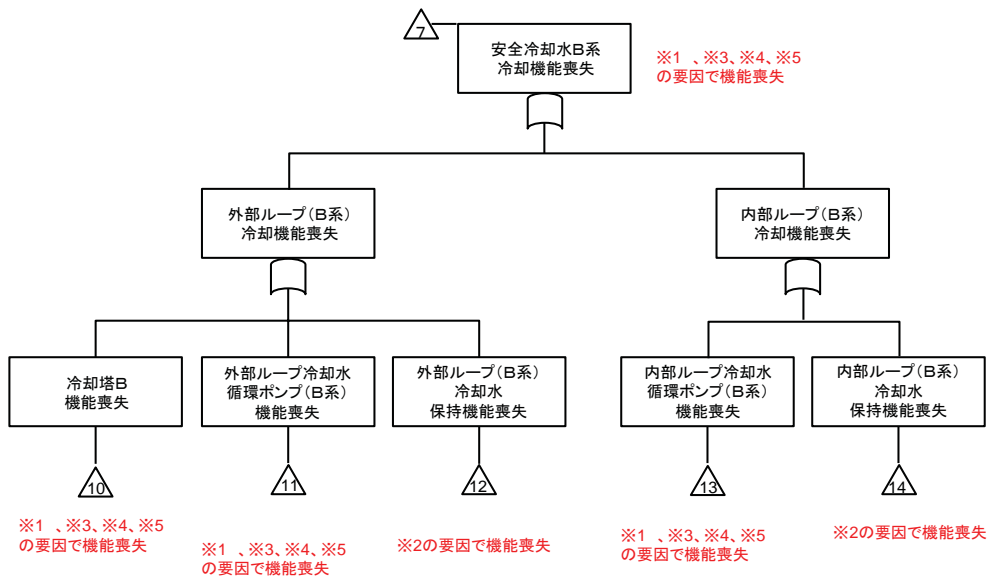 7
安全冷却水B系
冷却機能喪失
※1 、※3、※4、※5
の要因で機能喪失
外部ループ(B系)
冷却機能喪失
内部ループ(B系)
冷却機能喪失
冷却塔B
機能喪失
外部ループ冷却水
循環ポンプ(B系)
機能喪失
外部ループ(B系)
冷却水
保持機能喪失
内部ループ冷却水
循環ポンプ(B系)
機能喪失
内部ループ(B系)
冷却水
保持機能喪失
10
11
12
13
14
※1 、※3、※4、※5
の要因で機能喪失
※1 、※3、※4、※5
の要因で機能喪失
※2の要因で機能喪失
※1 、※3、※4、※5
の要因で機能喪失
※2の要因で機能喪失